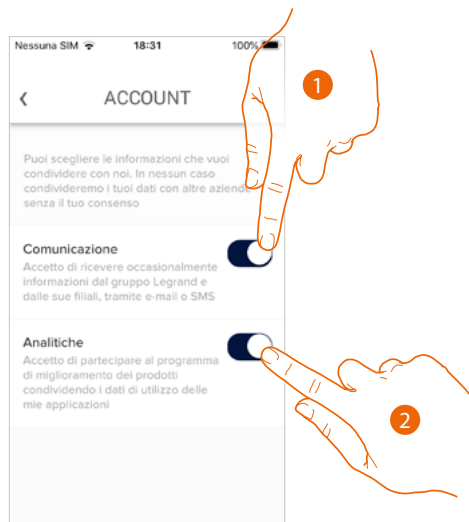 Nessuna SIM 18:31 100%
ACCOUNT
Puoi scegliere le informazioni che vuoi
condividere con noi. In nessun caso
condivideremo i tuoi dati con altre aziende
senza il tuo consenso
Comunicazione
Accetto di ricevere occasionalmente
informazioni dal gruppo Legrand e
dalle sue filiali, tramite e-mail o SMS
Analitiche
Accetto di partecipare al programma
di miglioramento dei prodotti
condividendo i dati di utilizzo delle
mie applicazioni
1
2